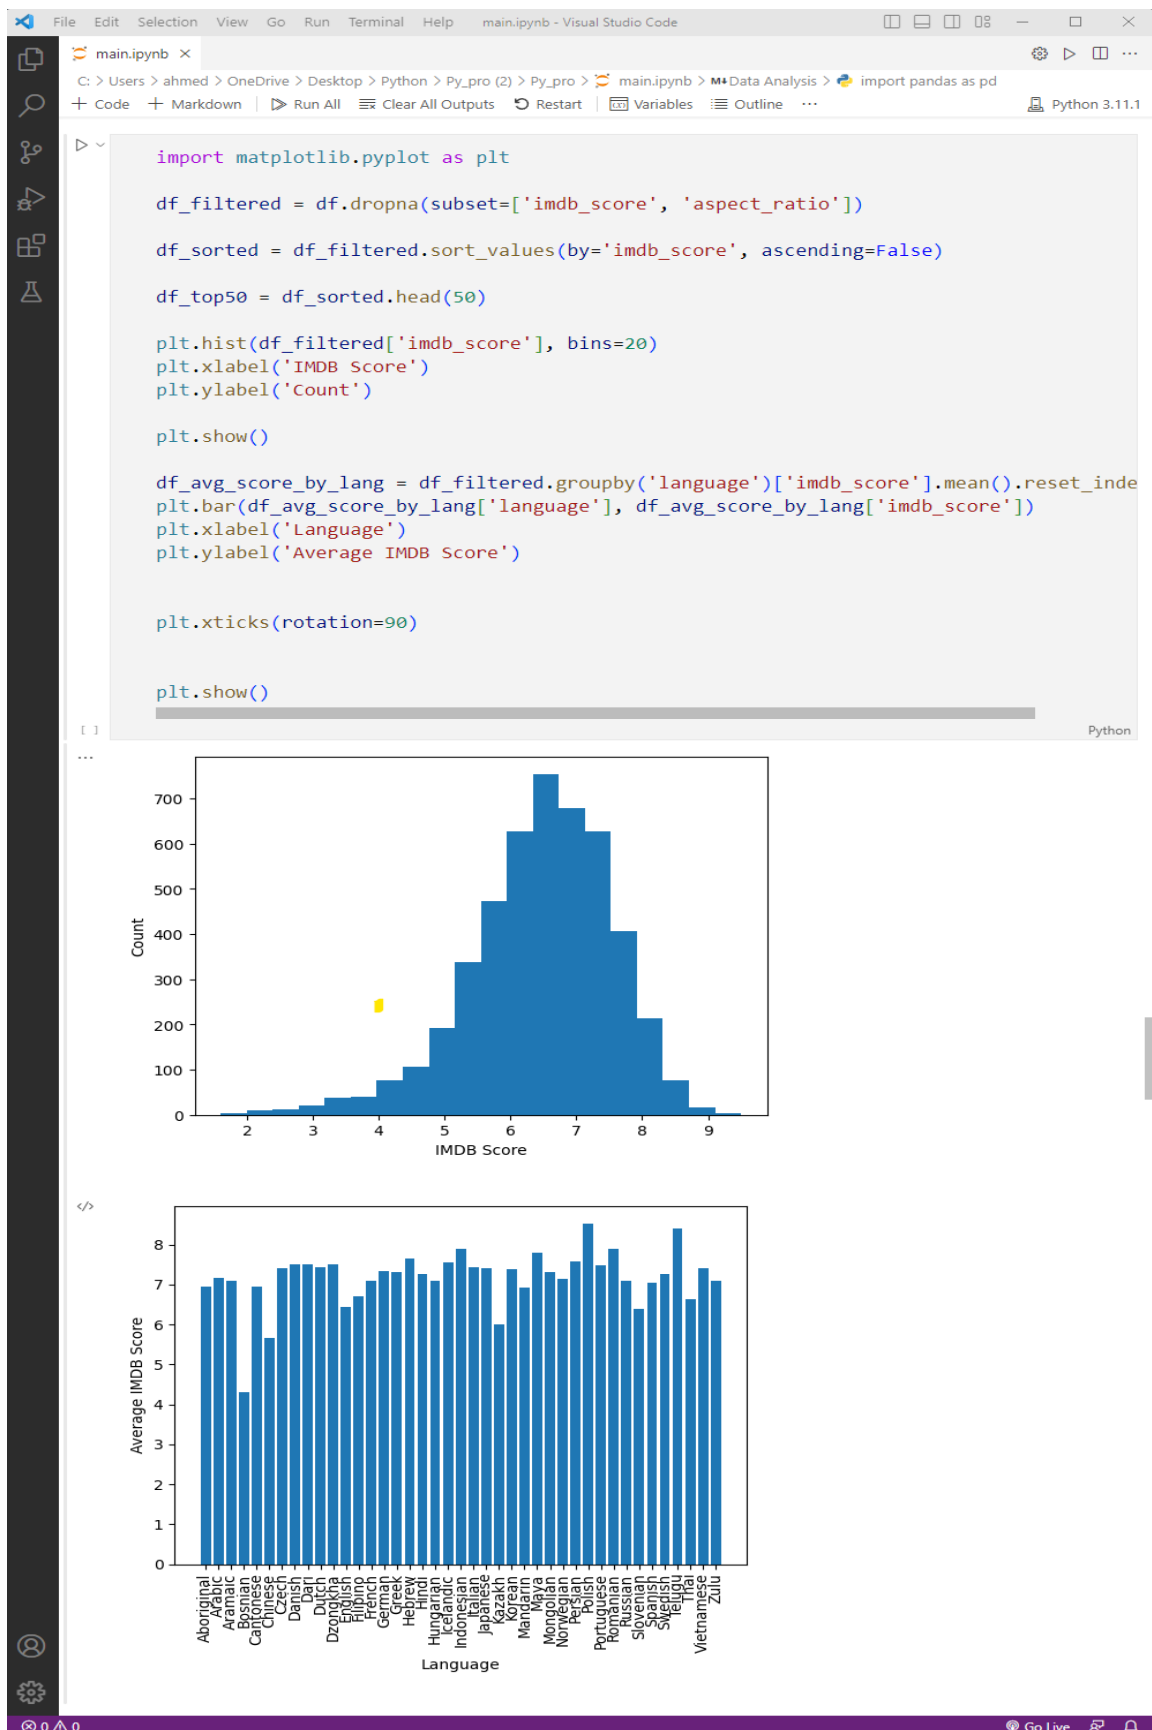 File Edit Selection View Go Run Terminal Help main.ipynb - Visual Studio Code
main.ipynb
C: > Users > ahmed > OneDrive > Desktop > Python > Py_pro (2) > Py_pro > main.ipynb > M↓Data Analysis > import pandas as pd
+ Code + Markdown Run All Clear All Outputs Restart Variables Outline ...
Python 3.11.1
import matplotlib.pyplot as plt
df_filtered = df.dropna(subset=['imdb_score', 'aspect_ratio'])
df_sorted = df_filtered.sort_values(by='imdb_score', ascending=False)
df_top50 = df_sorted.head(50)
plt.hist(df_filtered['imdb_score'], bins=20)
plt.xlabel('IMDB Score')
plt.ylabel('Count')
plt.show()
df_avg_score_by_lang = df_filtered.groupby('language')['imdb_score'].mean().reset_inde
plt.bar(df_avg_score_by_lang['language'], df_avg_score_by_lang['imdb_score'])
plt.xlabel('Language')
plt.ylabel('Average IMDB Score')
plt.xticks(rotation=90)
plt.show()
[ ]
Python
...
700
600
500
400
300
200
100
0
Count
2 3 4 5 6 7 8 9
IMDB Score
</>
8
7
6
5
4
3
2
1
0
Average IMDB Score
Aboriginal
Arabic
Aramaic
Bosnian
Cantonese
Chinese
Czech
Danish
Dari
Dutch
Dzongkha
English
Filipino
French
German
Greek
Hebrew
Hindi
Hungarian
Icelandic
Indonesian
Italian
Japanese
Kazakh
Korean
Mandarin
Maya
Mongolian
Norwegian
Persian
Polish
Portuguese
Romanian
Russian
Slovenian
Spanish
Swedish
Telugu
Thai
Vietnamese
Zulu
Language
0 0
Go Live